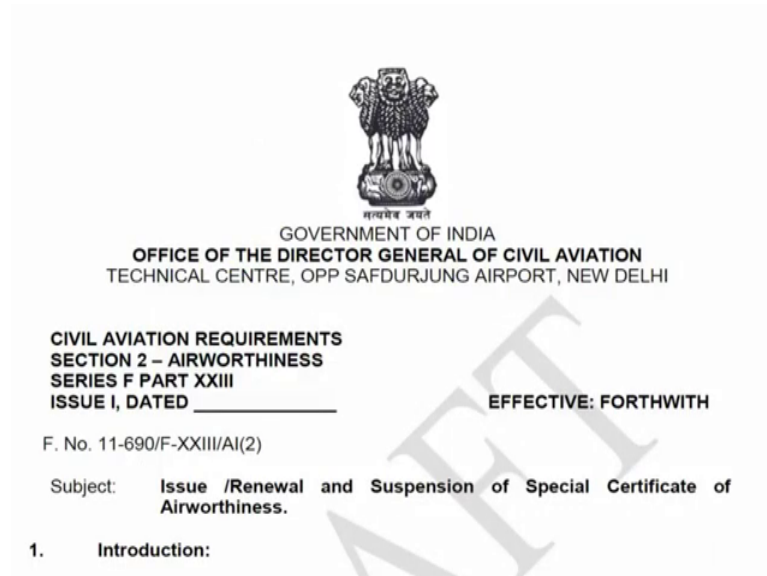 सत्यमेव जयते
GOVERNMENT OF INDIA
OFFICE OF THE DIRECTOR GENERAL OF CIVIL AVIATION
TECHNICAL CENTRE, OPP SAFDURJUNG AIRPORT, NEW DELHI
CIVIL AVIATION REQUIREMENTS
SECTION 2 – AIRWORTHINESS
SERIES F PART XXIII
ISSUE I, DATED ______________ EFFECTIVE: FORTHWITH
F. No. 11-690/F-XXIII/AI(2)
Subject: Issue /Renewal and Suspension of Special Certificate of
Airworthiness.
1. Introduction: